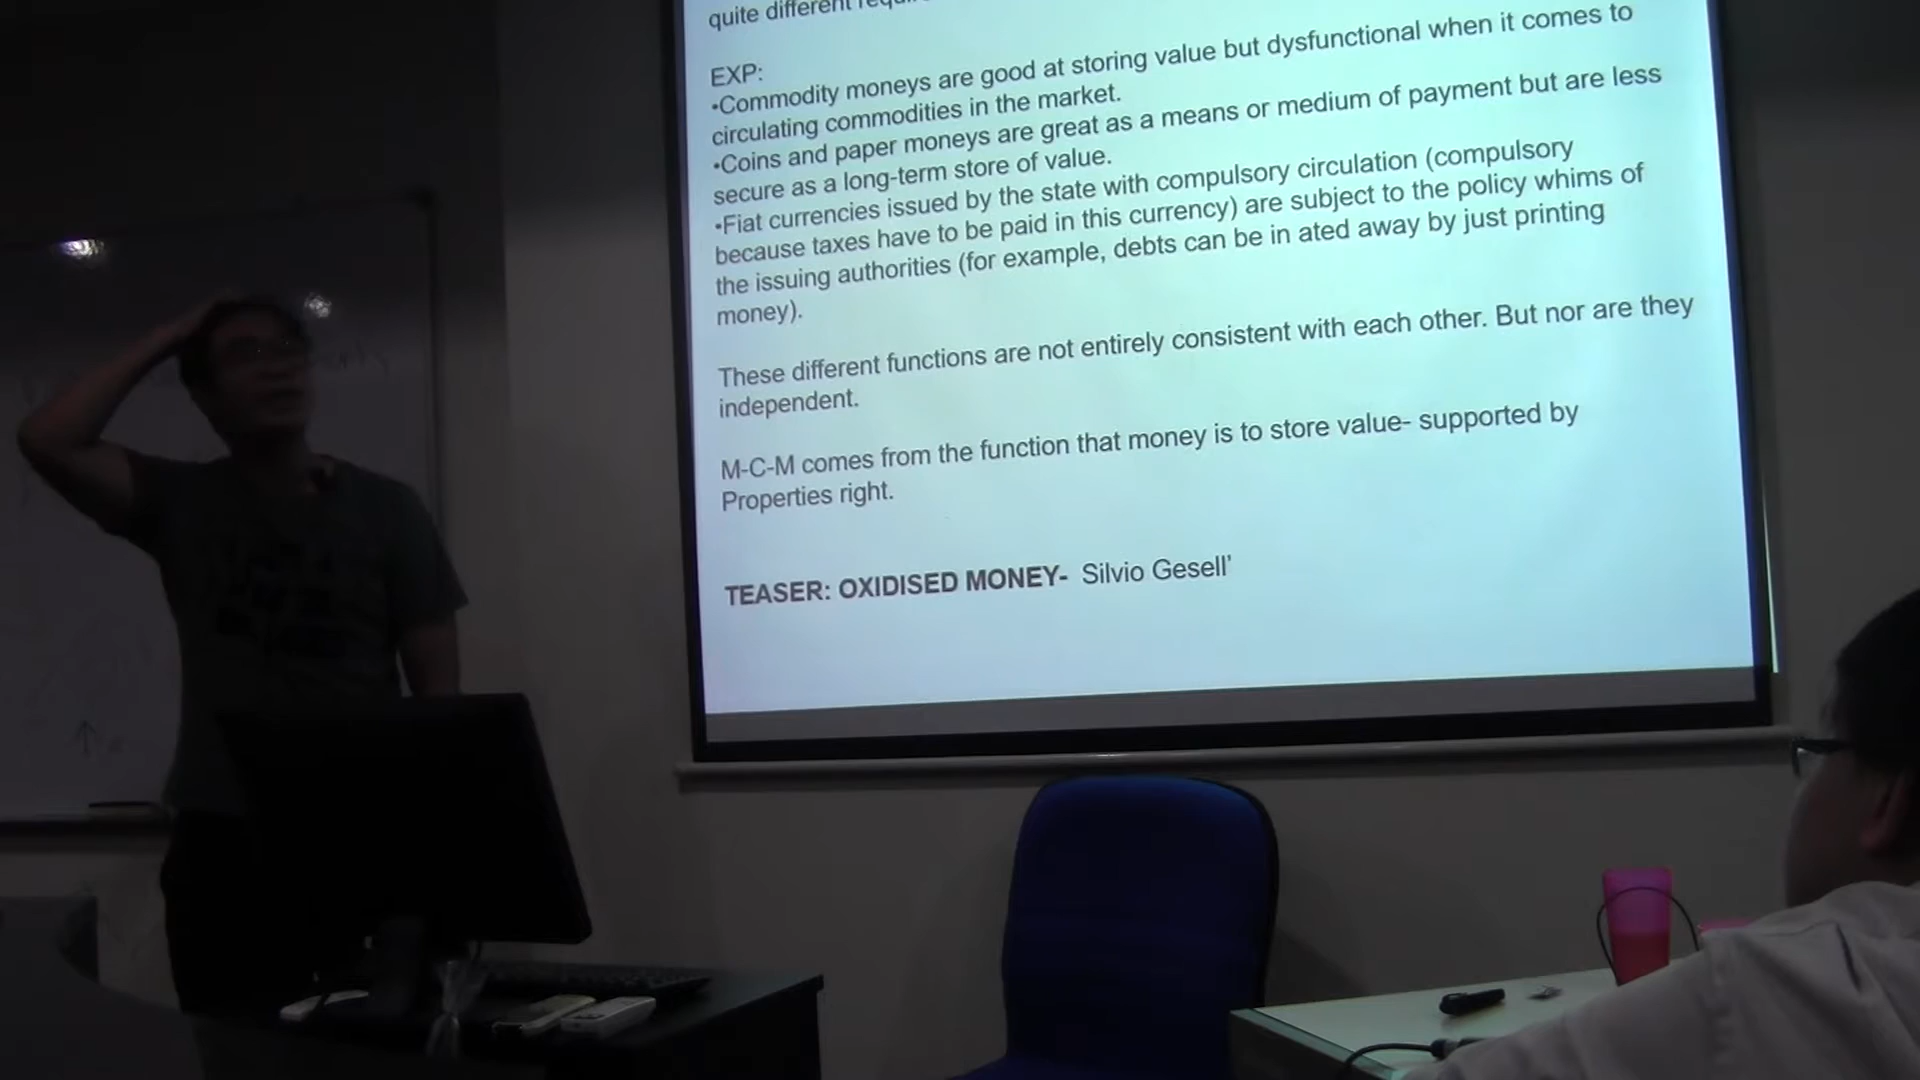 quite different
EXP:
•Commodity moneys are good at storing value but dysfunctional when it comes to
circulating commodities in the market.
•Coins and paper moneys are great as a means or medium of payment but are less
secure as a long-term store of value.
•Fiat currencies issued by the state with compulsory circulation (compulsory
because taxes have to be paid in this currency) are subject to the policy whims of
the issuing authorities (for example, debts can be in ated away by just printing
money).
These different functions are not entirely consistent with each other. But nor are they
independent.
M-C-M comes from the function that money is to store value- supported by
Properties right.
TEASER: OXIDISED MONEY- Silvio Gesell'